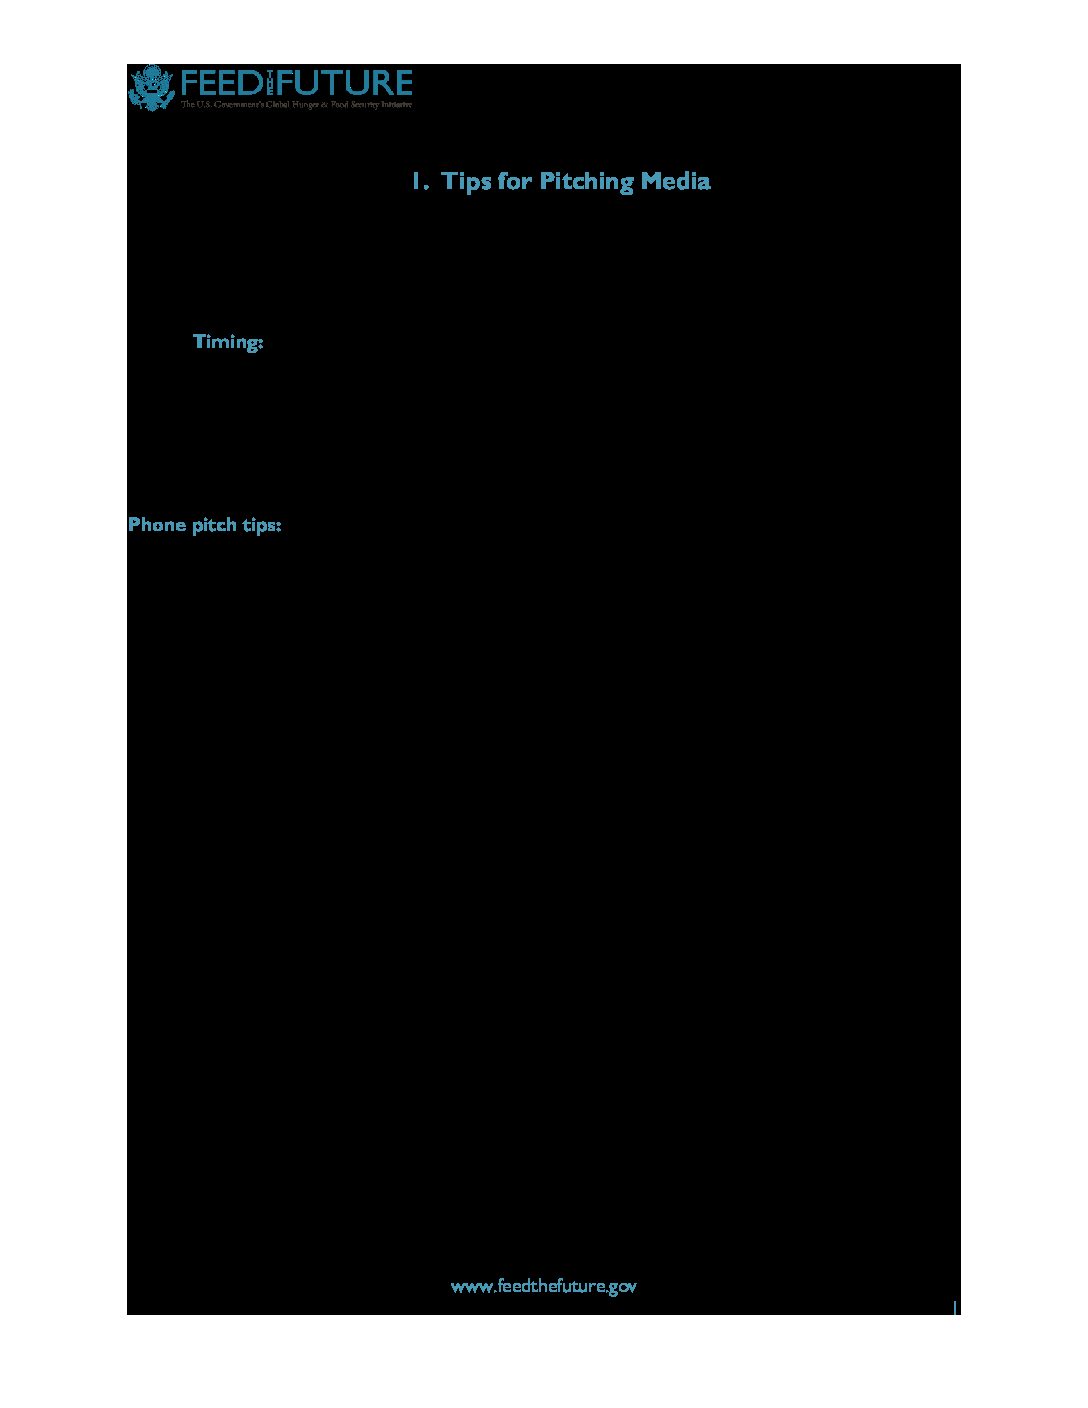 FEED THE FUTURE
The U.S. Government's Global Hunger & Food Security Initiative
1. Tips for Pitching Media
Timing:
Phone pitch tips:
www.feedthefuture.gov
1